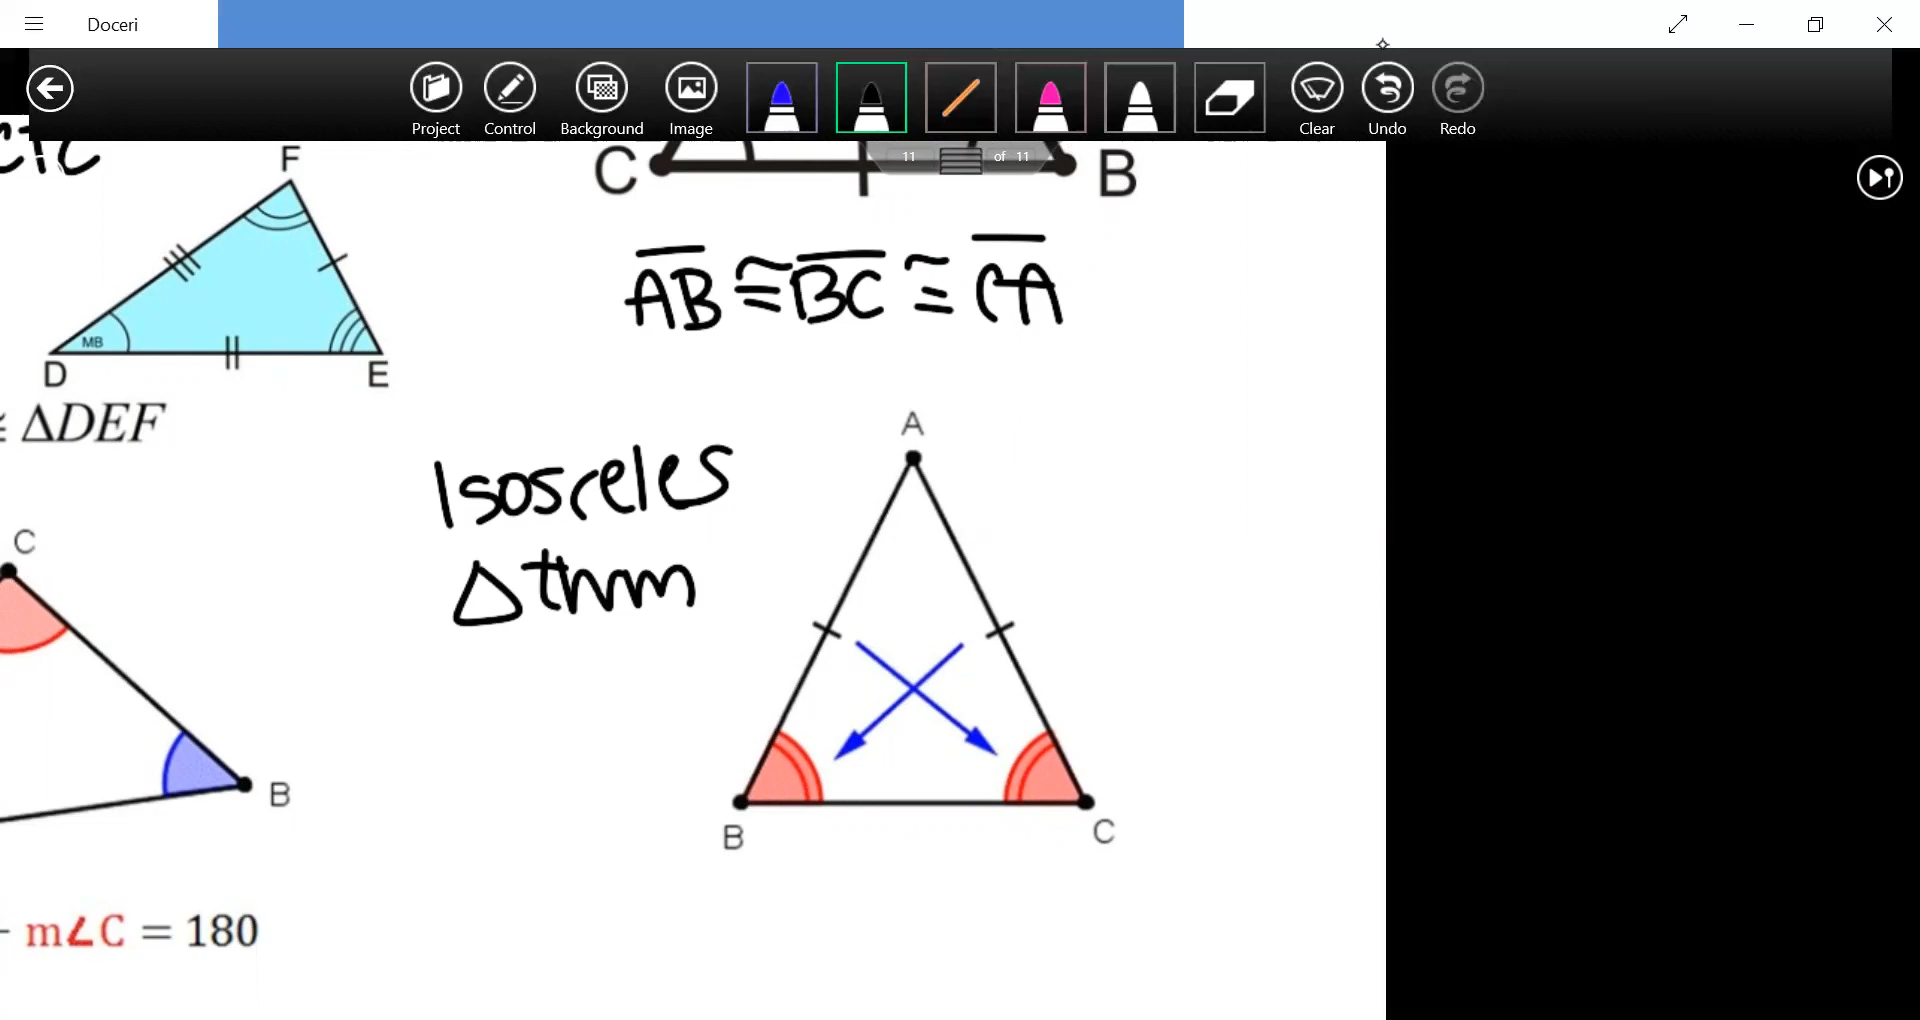 Doceri
Project Control Background Image Clear Undo Redo
11 of 11
CTC
F
MB
D E
≅ ΔDEF
C B
AB ≅ BC ≅ CA
Isosceles
Δ thm
A
B C
C
B
- m∠C = 180